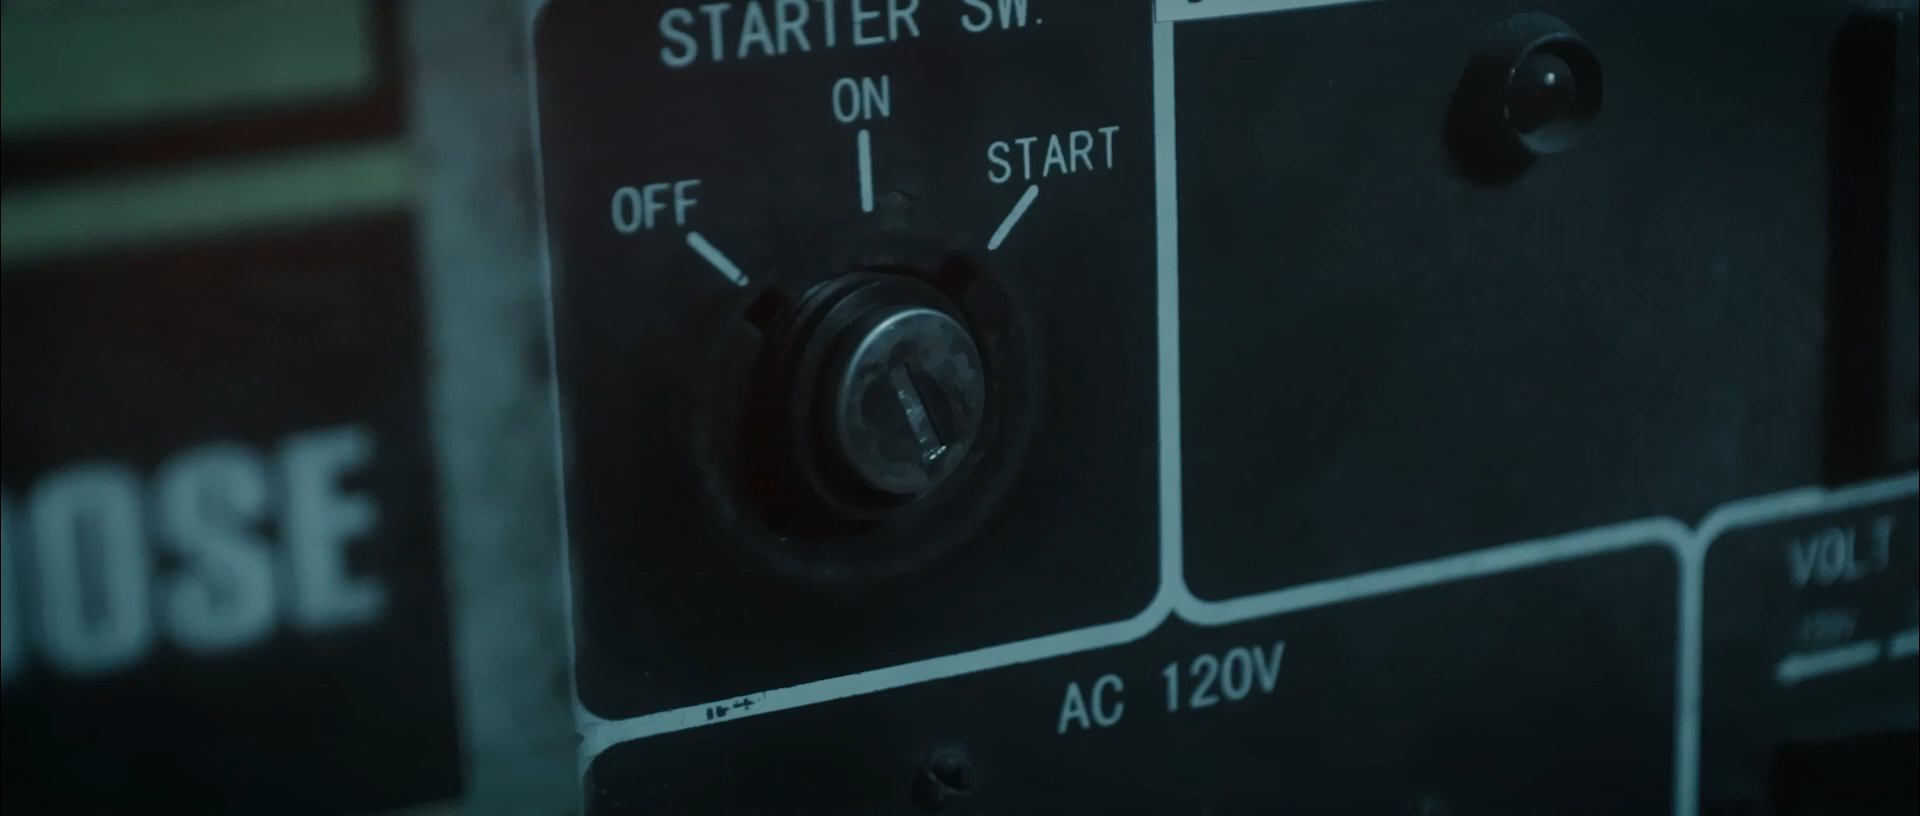 STARTER SW.
ON
START
OFF
OSE
VOLT
AC 120V